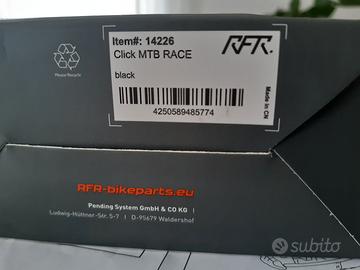 Item#: 14226
RFR.
Click MTB RACE
black
Made in CN
4250589485774
Please Recycle
RFR-bikeparts.eu
Pending System GmbH & CO KG
Ludwig-Hüttner-Str. 5-7 | D-95679 Waldershof
subito